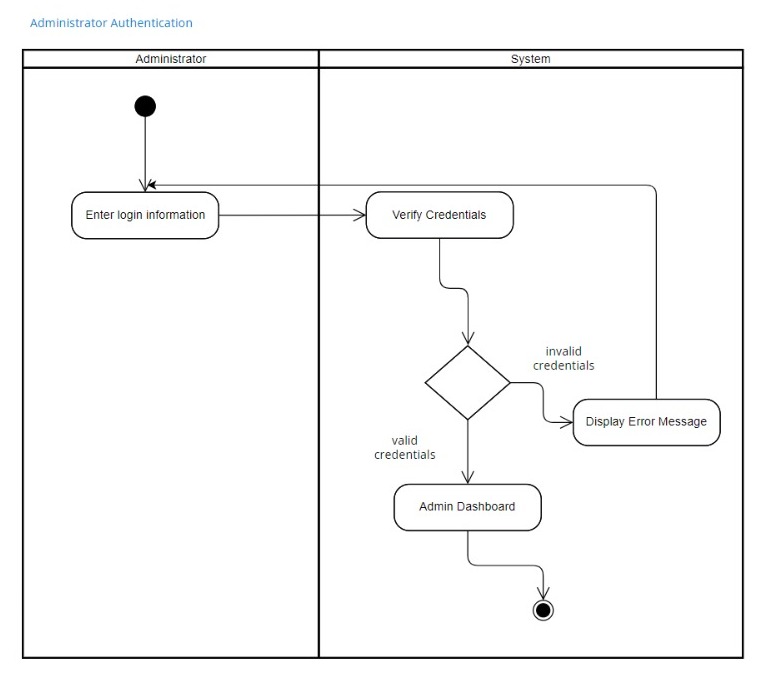 Administrator Authentication
Administrator
System
Enter login information
Verify Credentials
invalid
credentials
Display Error Message
valid
credentials
Admin Dashboard